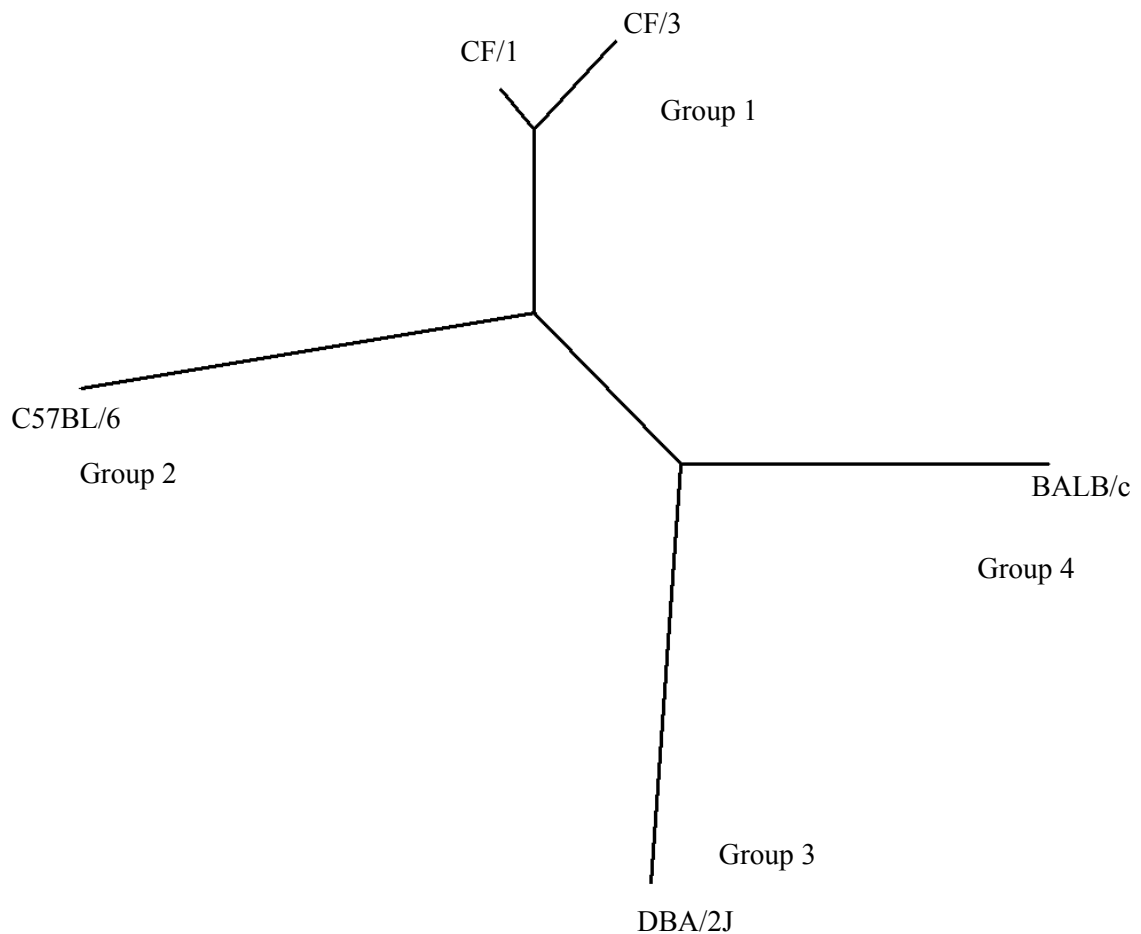 CF/3
CF/1
Group 1
C57BL/6
Group 2
BALB/c
Group 4
Group 3
DBA/2J